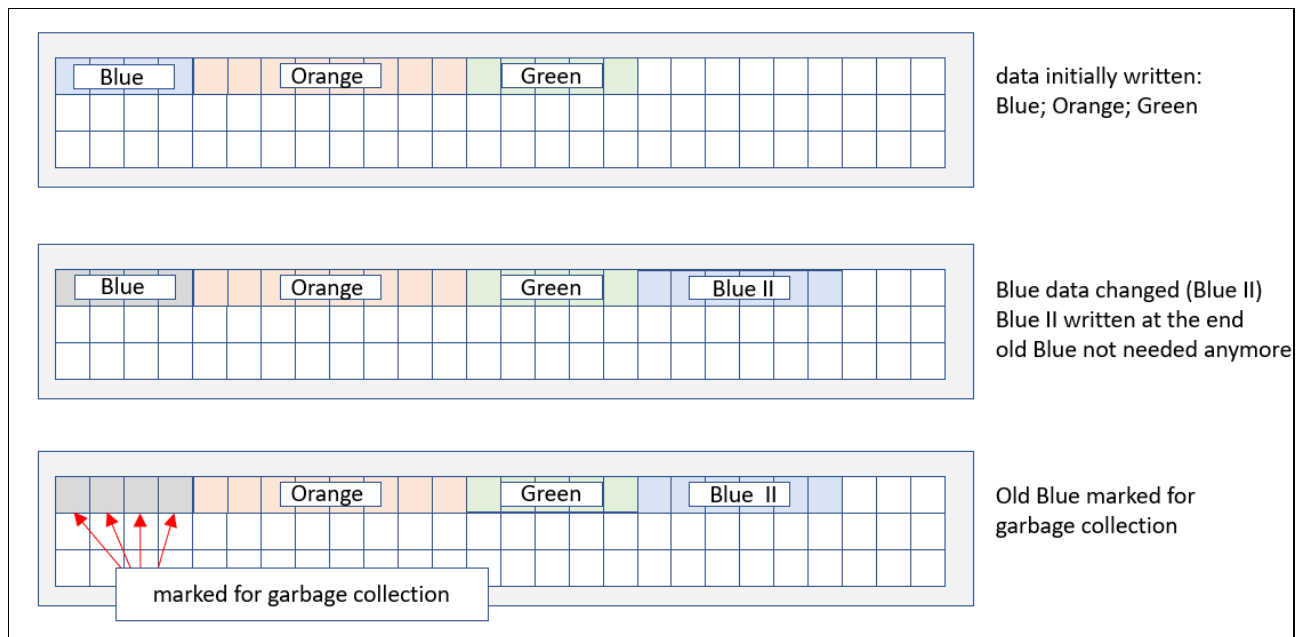 Blue
Orange
Green
data initially written:
Blue; Orange; Green
Blue
Orange
Green
Blue II
Blue data changed (Blue II)
Blue II written at the end
old Blue not needed anymore
Orange
Green
Blue II
Old Blue marked for
garbage collection
marked for garbage collection